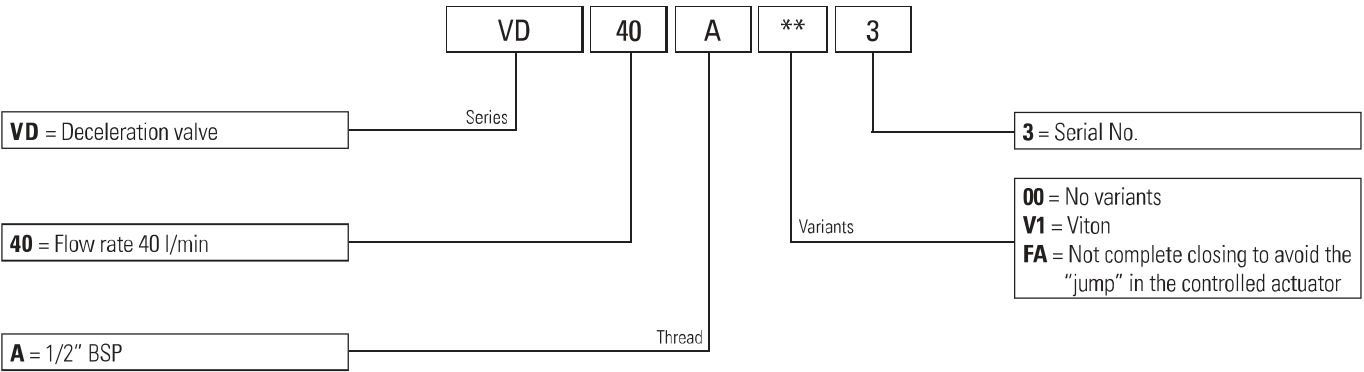 VD 40 A ** 3
Series
VD = Deceleration valve
3 = Serial No.
00 = No variants
V1 = Viton
Variants
40 = Flow rate 40 l/min
FA = Not complete closing to avoid the
“jump” in the controlled actuator
Thread
A = 1/2” BSP